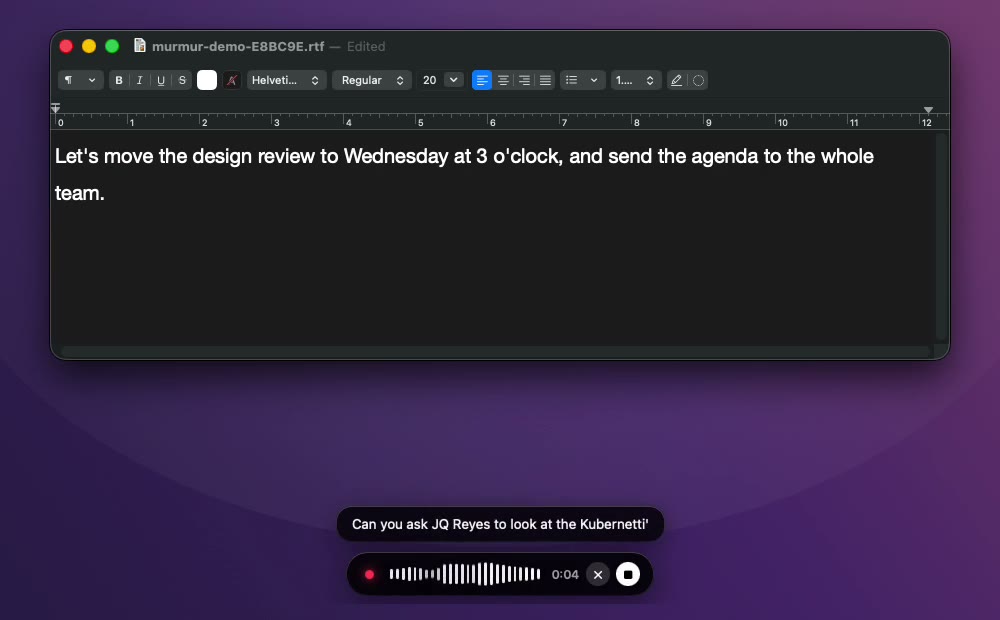 murmur-demo-E8BC9E.rtf — Edited
¶ B I U S A Helveti... Regular 20 1....
0 1 2 3 4 5 6 7 8 9 10 11 12
Let's move the design review to Wednesday at 3 o'clock, and send the agenda to the whole
team.
Can you ask JQ Reyes to look at the Kubernetti'
0:04